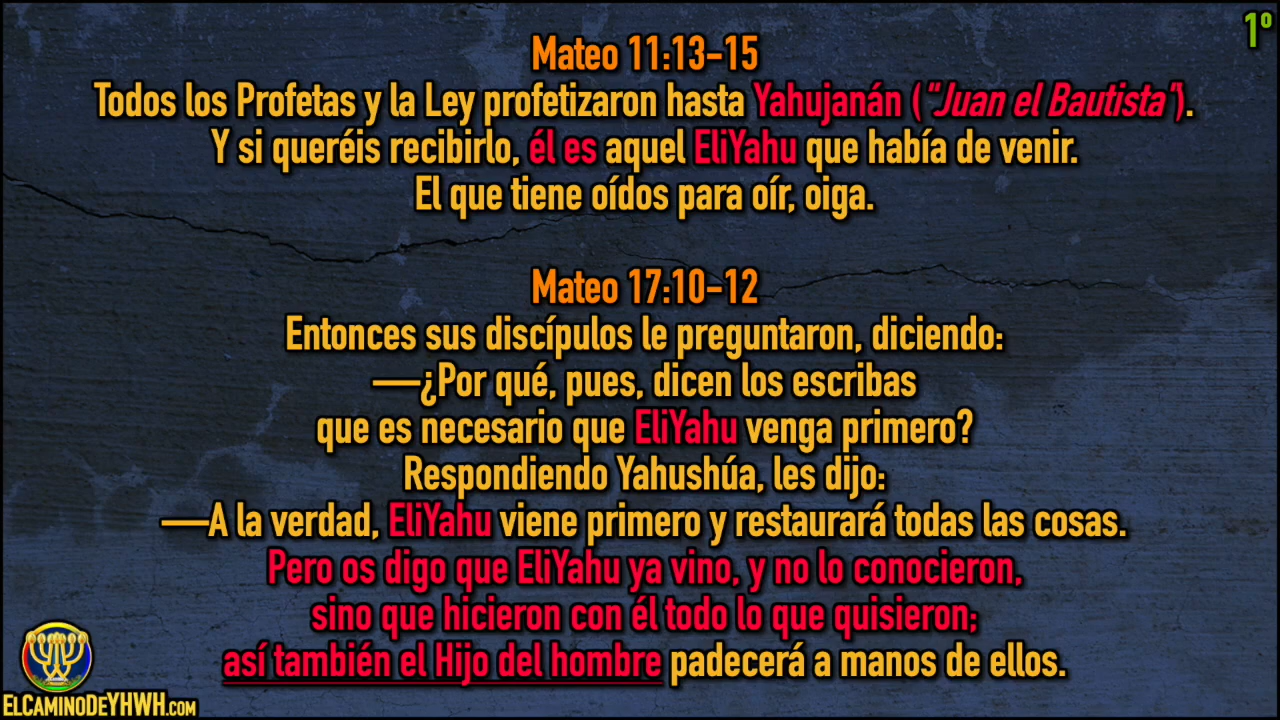 1º
Mateo 11:13-15
Todos los Profetas y la Ley profetizaron hasta Yahujanán ("Juan el Bautista").
Y si queréis recibirlo, él es aquel EliYahu que había de venir.
El que tiene oídos para oír, oiga.
Mateo 17:10-12
Entonces sus discípulos le preguntaron, diciendo:
—¿Por qué, pues, dicen los escribas
que es necesario que EliYahu venga primero?
Respondiendo Yahushúa, les dijo:
—A la verdad, EliYahu viene primero y restaurará todas las cosas.
Pero os digo que EliYahu ya vino, y no lo conocieron,
sino que hicieron con él todo lo que quisieron;
así también el Hijo del hombre padecerá a manos de ellos.
ELCAMINODEYHWH.com